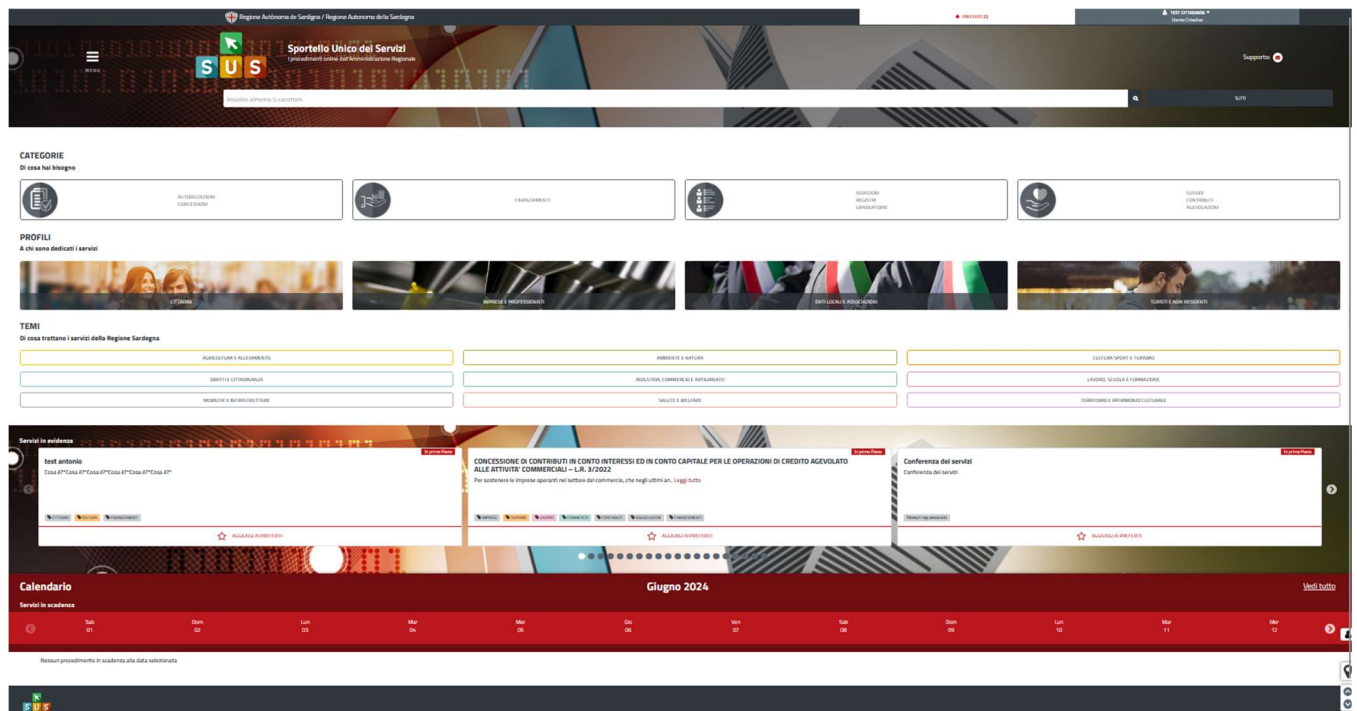 Regione Autònoma de Sardigna / Regione Autonoma della Sardegna
PREFERITI (0)
TEST CITTADINO
Utente Cittadino
MENU
SUS
Sportello Unico dei Servizi
I procedimenti online dell'Amministrazione Regionale
Supporto:
Inserire almeno 5 caratteri
TUTTI
CATEGORIE
Di cosa hai bisogno
AUTORIZZAZIONI
CONCESSIONI
FINANZIAMENTI
ISCRIZIONI
REGISTRI
GRADUATORIE
SUSSIDI
CONTRIBUTI
AGEVOLAZIONI
PROFILI
A chi sono dedicati i servizi
CITTADINI
IMPRESE E PROFESSIONISTI
ENTI LOCALI E ASSOCIAZIONI
TURISTI E NON RESIDENTI
TEMI
Di cosa trattano i servizi della Regione Sardegna
AGRICOLTURA E ALLEVAMENTO
AMBIENTE E NATURA
CULTURA SPORT E TURISMO
DIRITTI E CITTADINANZA
INDUSTRIA, COMMERCIO E ARTIGIANATO
LAVORO, SCUOLA E FORMAZIONE
MOBILITA' E INFRASTRUTTURE
SALUTE E WELFARE
TERRITORIO E PATRIMONIO CULTURALE
Servizi in evidenza
In primo Piano
test antonio
Cosa è?*Cosa è?*Cosa è?*Cosa è?*Cosa è?*Cosa è?*
CITTADINI CULTURA FINANZIAMENTI
AGGIUNGI AI PREFERITI
In primo Piano
CONCESSIONE DI CONTRIBUTI IN CONTO INTERESSI ED IN CONTO CAPITALE PER LE OPERAZIONI DI CREDITO AGEVOLATO
ALLE ATTIVITA' COMMERCIALI – L.R. 3/2022
Per sostenere le imprese operanti nel settore del commercio, che negli ultimi an.. Leggi tutto
IMPRESE TURISMO LAVORO COMMERCIO CONTRIBUTI AGEVOLAZIONI FINANZIAMENTI
AGGIUNGI AI PREFERITI
In primo Piano
Conferenza dei servizi
Conferenza dei servizi
Nessun tag associato
AGGIUNGI AI PREFERITI
Calendario
Giugno 2024
Vedi tutto
Servizi in scadenza
Sab Dom Lun Mar Mer Gio Ven Sab Dom Lun Mar Mer
01 02 03 04 05 06 07 08 09 10 11 12
Nessun procedimento in scadenza alla data selezionata
SUS